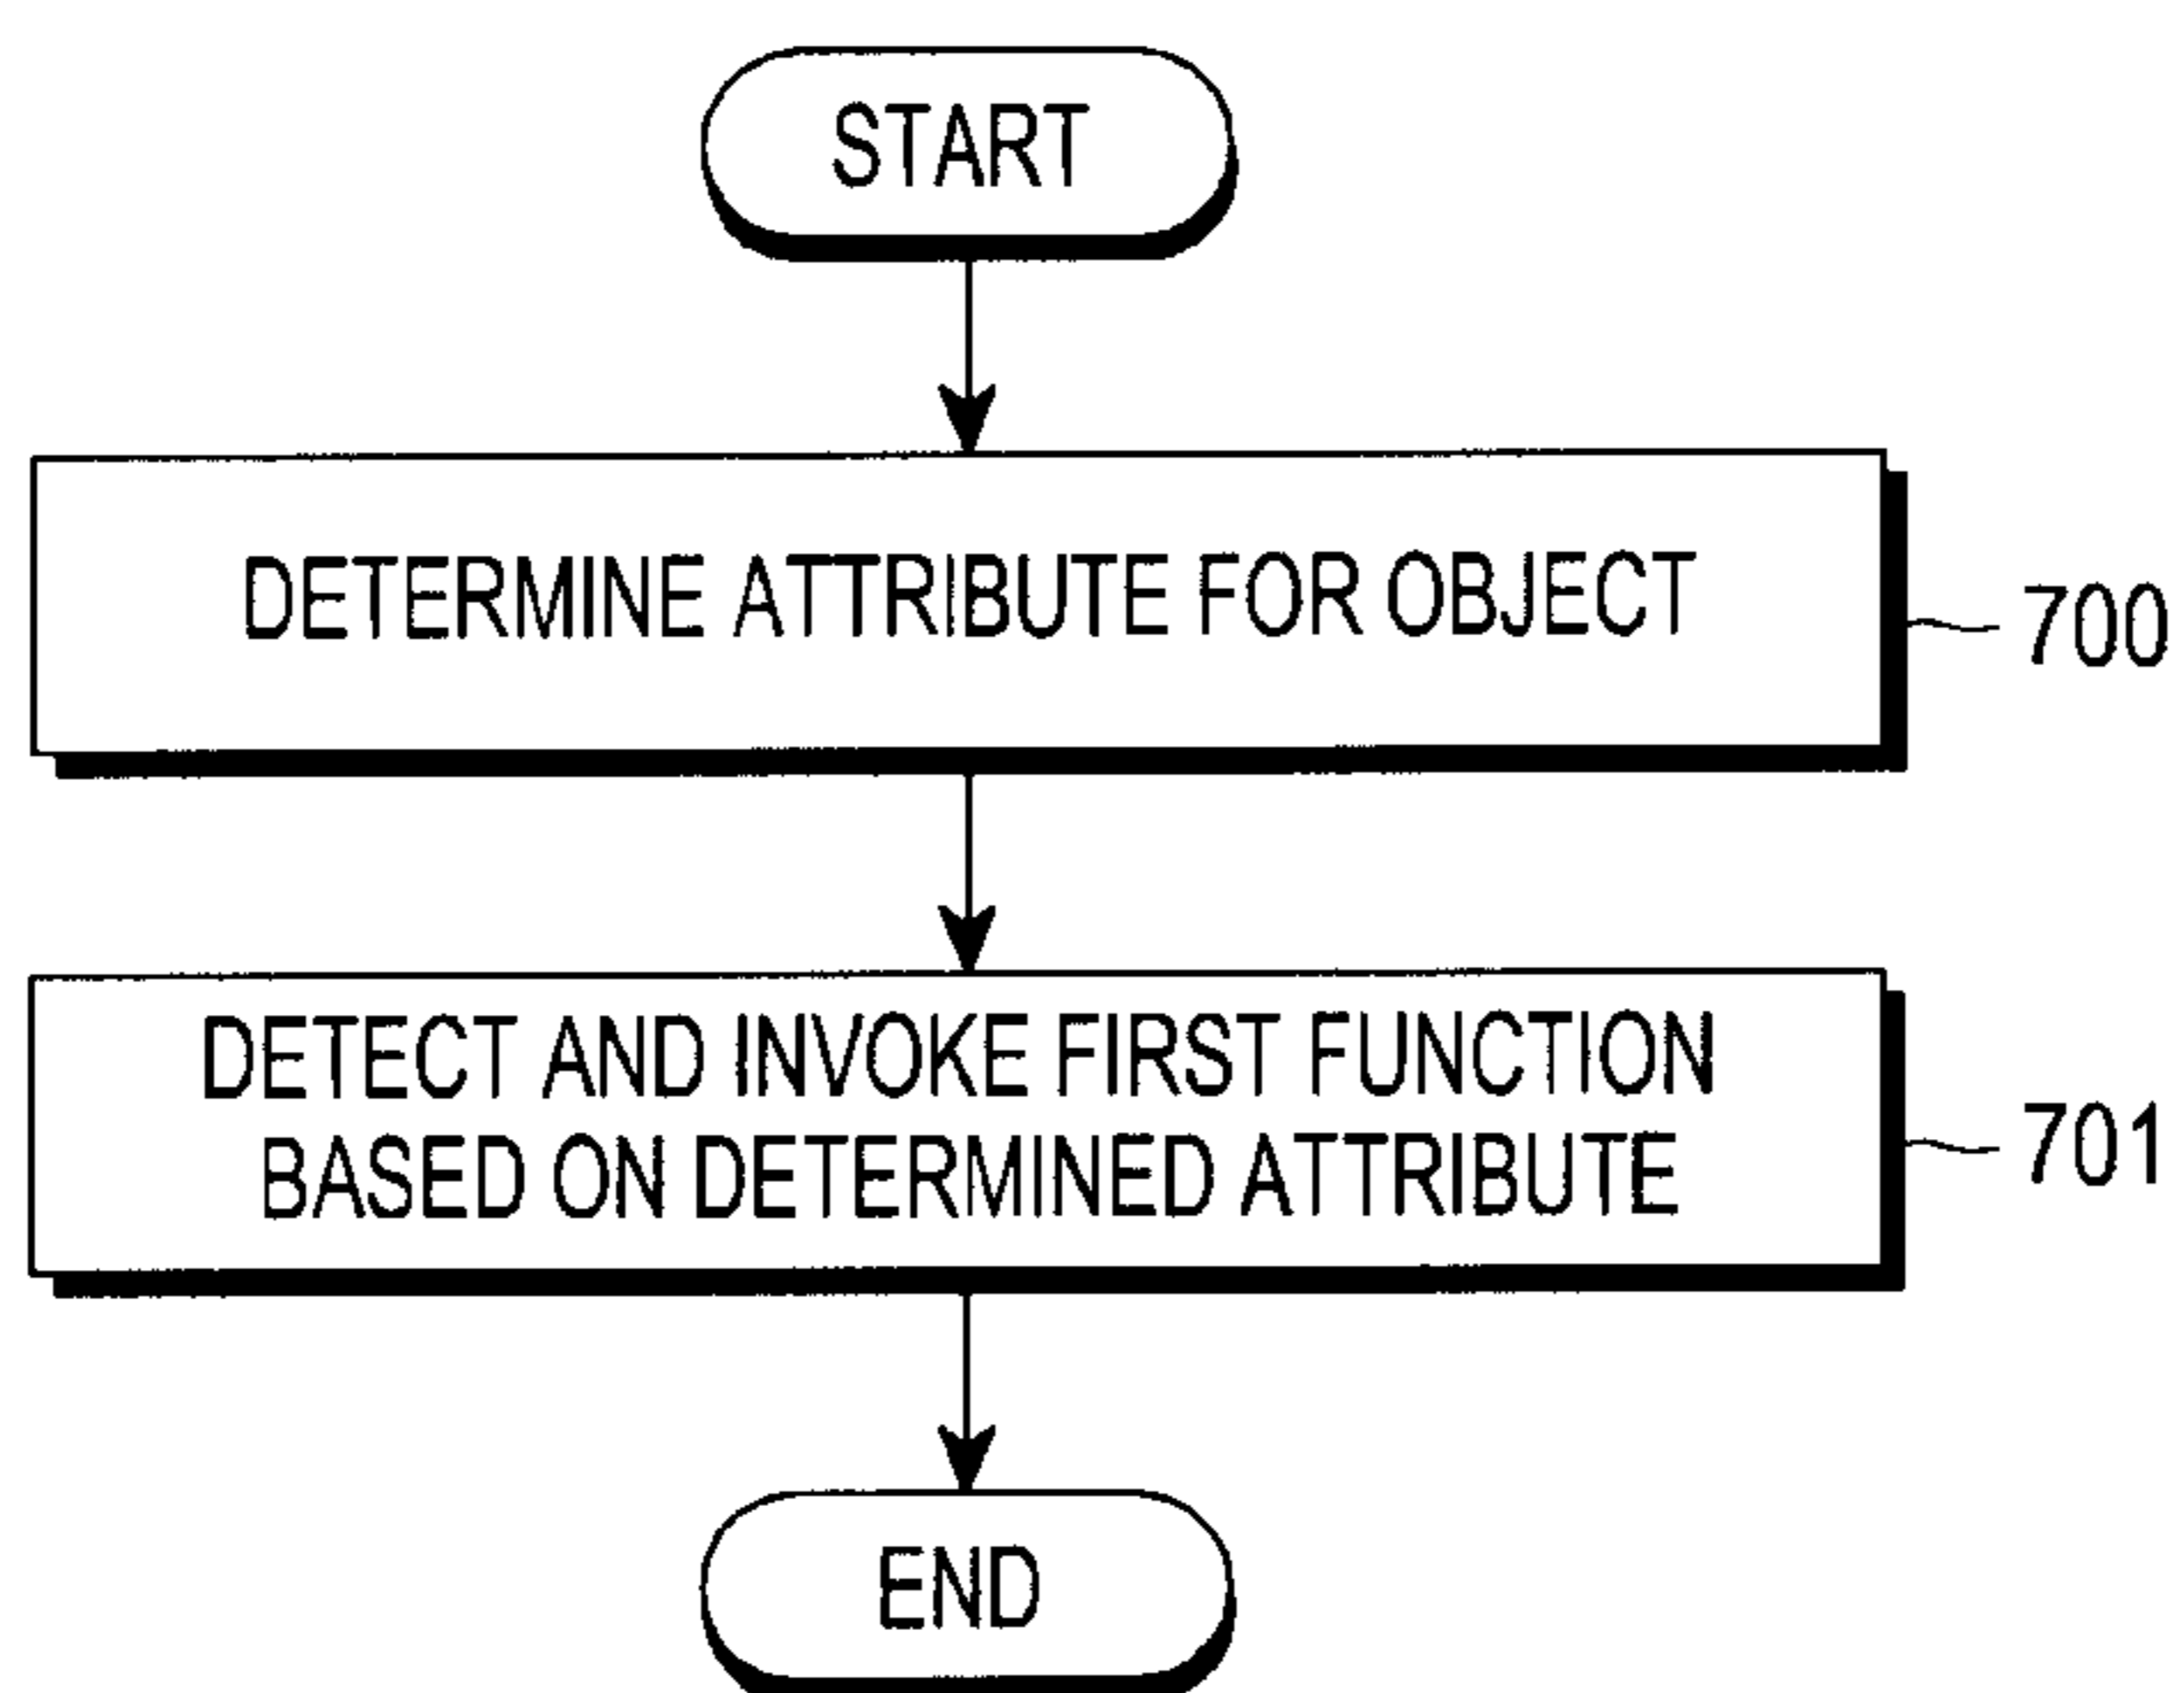 START
DETERMINE ATTRIBUTE FOR OBJECT
700
DETECT AND INVOKE FIRST FUNCTION
BASED ON DETERMINED ATTRIBUTE
701
END